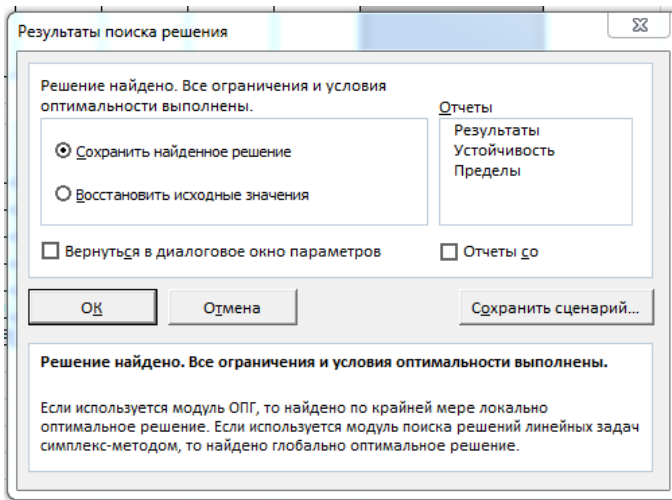 Результаты поиска решения
Решение найдено. Все ограничения и условия
оптимальности выполнены.
Отчеты
Результаты
Устойчивость
Пределы
Сохранить найденное решение
Восстановить исходные значения
Вернуться в диалоговое окно параметров
Отчеты со
ОК
Отмена
Сохранить сценарий...
Решение найдено. Все ограничения и условия оптимальности выполнены.
Если используется модуль ОПГ, то найдено по крайней мере локально
оптимальное решение. Если используется модуль поиска решений линейных задач
симплекс-методом, то найдено глобально оптимальное решение.